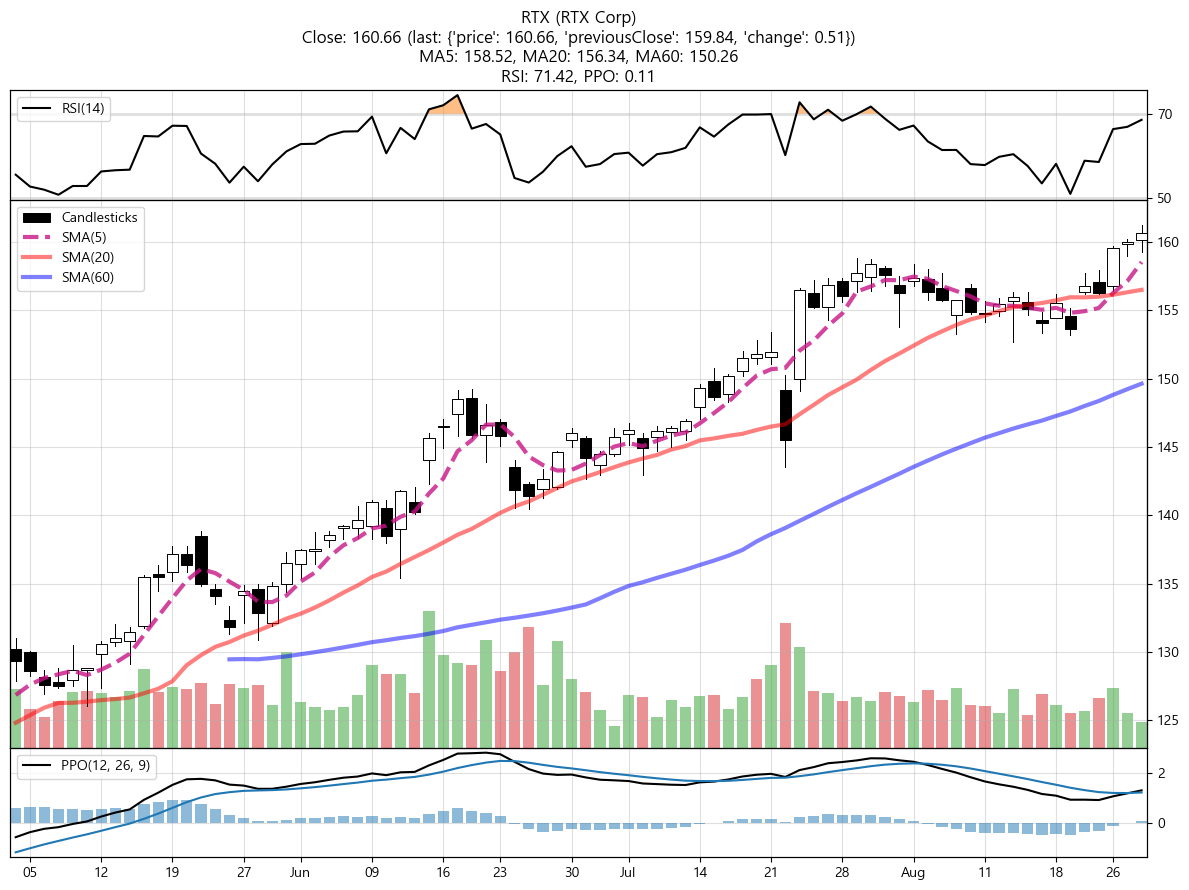 RTX (RTX Corp)
Close: 160.66 (last: {'price': 160.66, 'previousClose': 159.84, 'change': 0.51})
MA5: 158.52, MA20: 156.34, MA60: 150.26
RSI: 71.42, PPO: 0.11
RSI(14)
70
50
Candlesticks
SMA(5)
SMA(20)
SMA(60)
160
155
150
145
140
135
130
125
PPO(12, 26, 9)
2
0
05 12 19 27 Jun 09 16 23 30 Jul 14 21 28 Aug 11 18 26